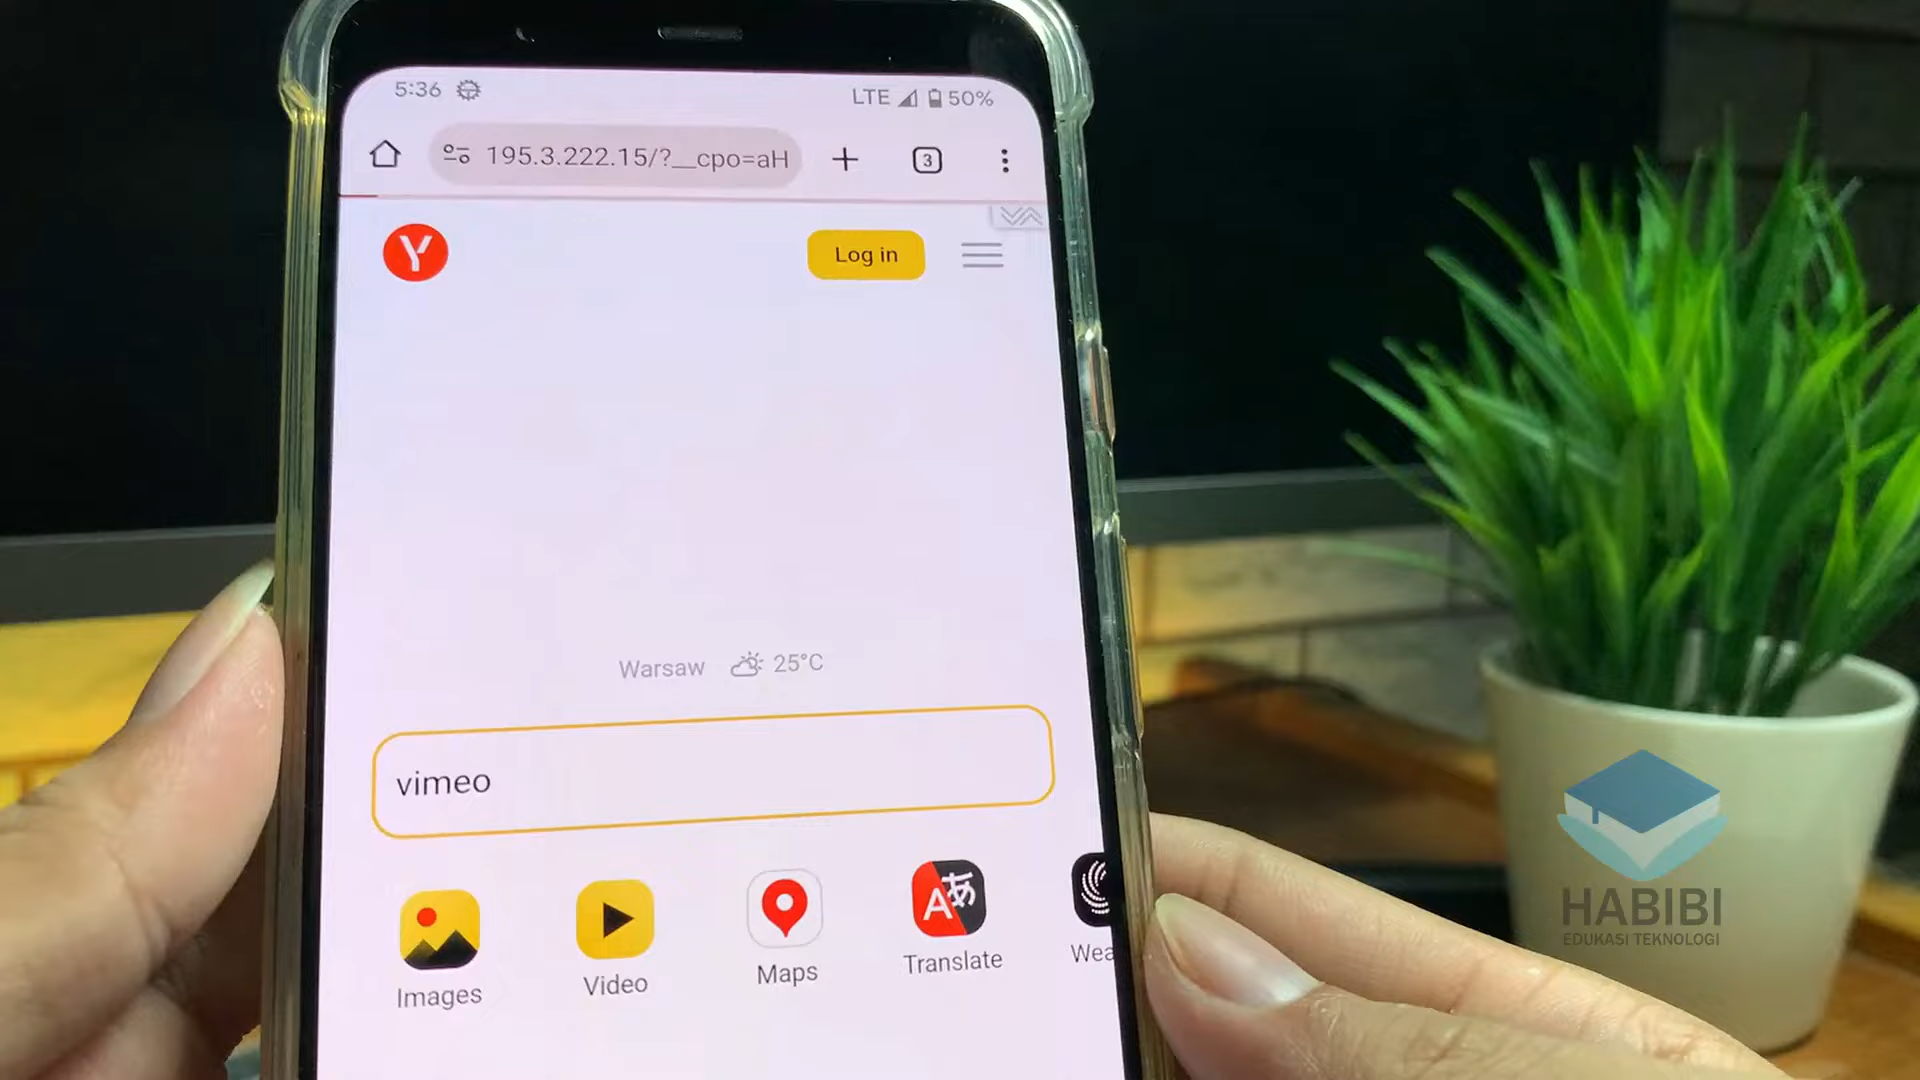 5:36
LTE 50%
195.3.222.15/?__cpo=aH
3
Y
Log in
Warsaw 25°C
vimeo
A あ
Images
Video
Maps
Translate
Wea
HABIBI
EDUKASI TEKNOLOGI